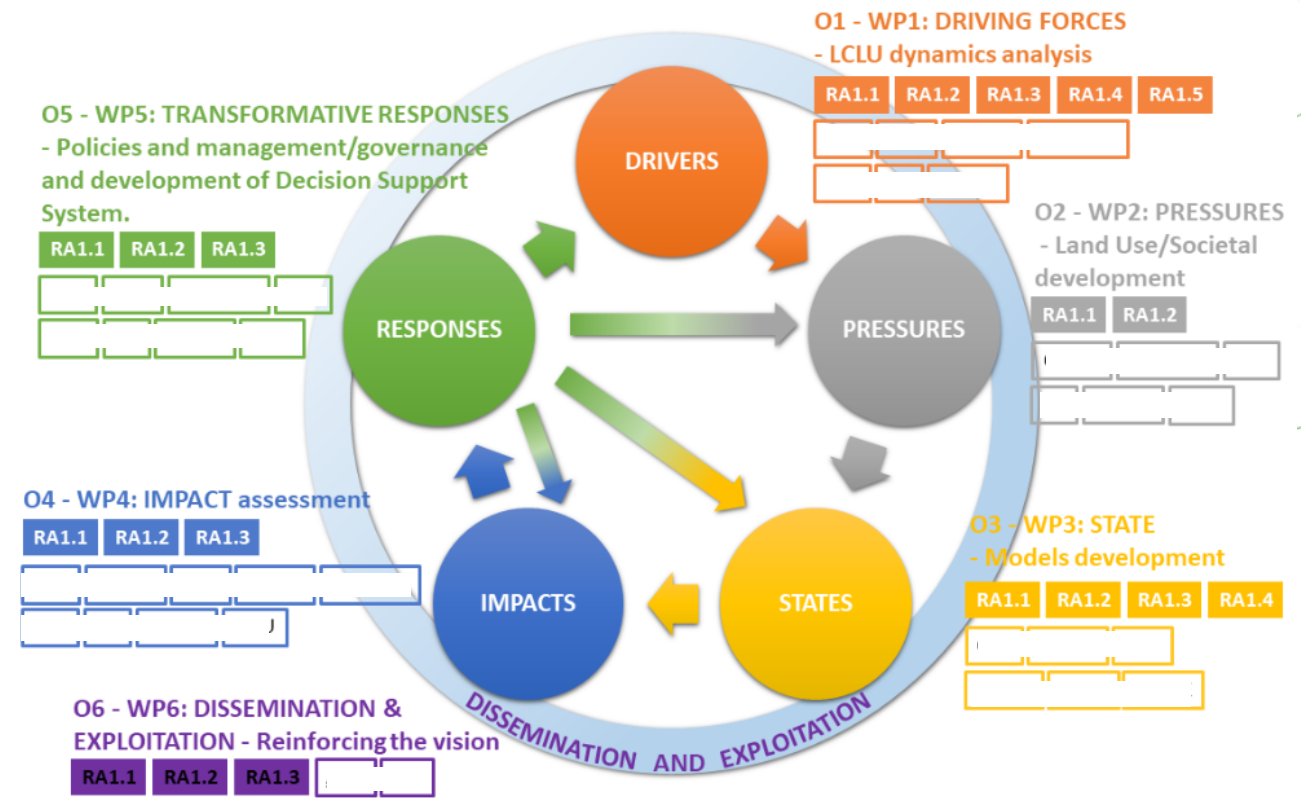 O1 - WP1: DRIVING FORCES
- LCLU dynamics analysis
RA1.1 RA1.2 RA1.3 RA1.4 RA1.5
O5 - WP5: TRANSFORMATIVE RESPONSES
- Policies and management/governance
and development of Decision Support
System.
RA1.1 RA1.2 RA1.3
DRIVERS
O2 - WP2: PRESSURES
- Land Use/Societal
development
RA1.1 RA1.2
RESPONSES
PRESSURES
O4 - WP4: IMPACT assessment
RA1.1 RA1.2 RA1.3
O3 - WP3: STATE
- Models development
RA1.1 RA1.2 RA1.3 RA1.4
IMPACTS
STATES
O6 - WP6: DISSEMINATION &
EXPLOITATION - Reinforcing the vision
RA1.1 RA1.2 RA1.3
DISSEMINATION AND EXPLOITATION